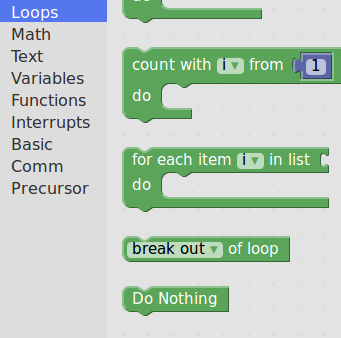 Loops
Math
Text
Variables
Functions
Interrupts
Basic
Comm
Precursor
do
count with i from 1
do
for each item i in list
do
break out of loop
Do Nothing